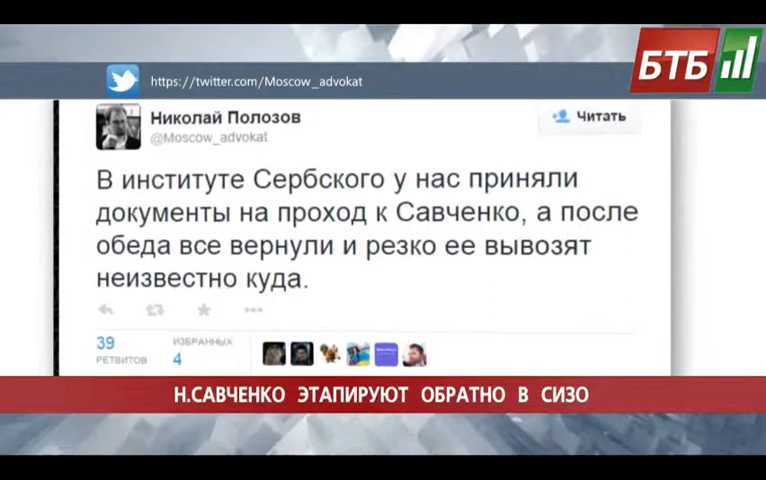 БТБ
https://twitter.com/Moscow_advokat
Николай Полозов
@Moscow_advokat
Читать
В институте Сербского у нас приняли
документы на проход к Савченко, а после
обеда все вернули и резко ее вывозят
неизвестно куда.
39
РЕТВИТОВ
ИЗБРАННЫХ
4
Н.САВЧЕНКО ЭТАПИРУЮТ ОБРАТНО В СИЗО